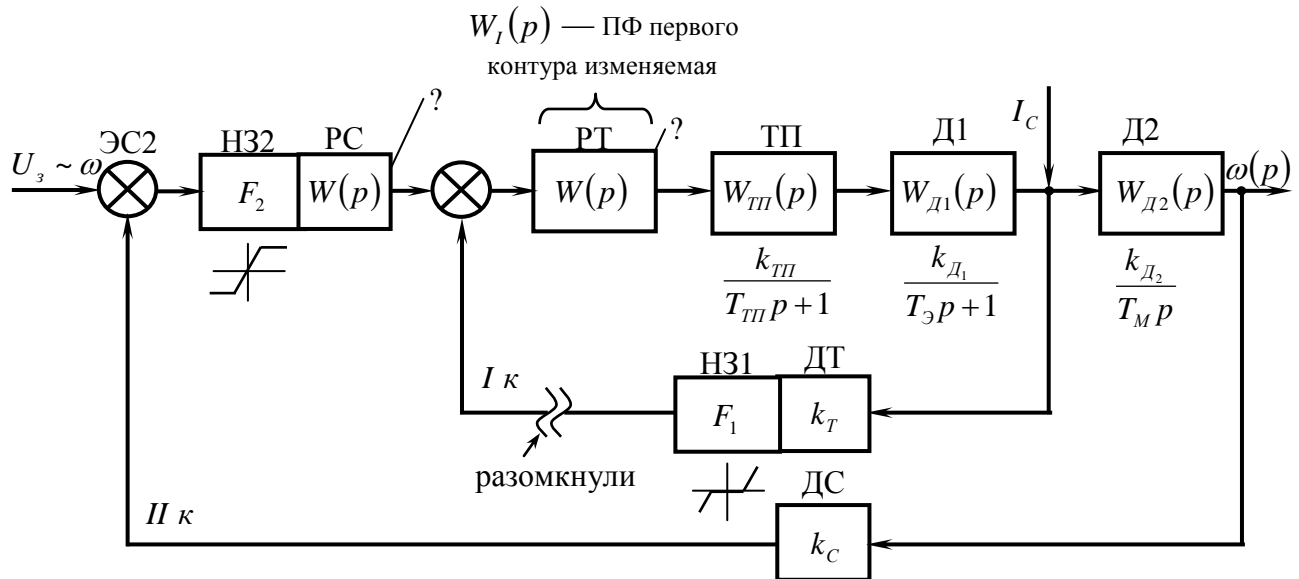 W_I(p) — ПФ первого
контура изменяемая
?
?
ЭС2
НЗ2
РС
РТ
ТП
Д1
I_C
Д2
U_з ~ ω
F_2
W(p)
W(p)
W_ТП(p)
W_Д1(p)
W_Д2(p)
ω(p)
k_ТП / (T_ТП p + 1)
k_Д1 / (T_Э p + 1)
k_Д2 / (T_М p)
I к
НЗ1
ДТ
F_1
k_T
разомкнули
ДС
II к
k_C